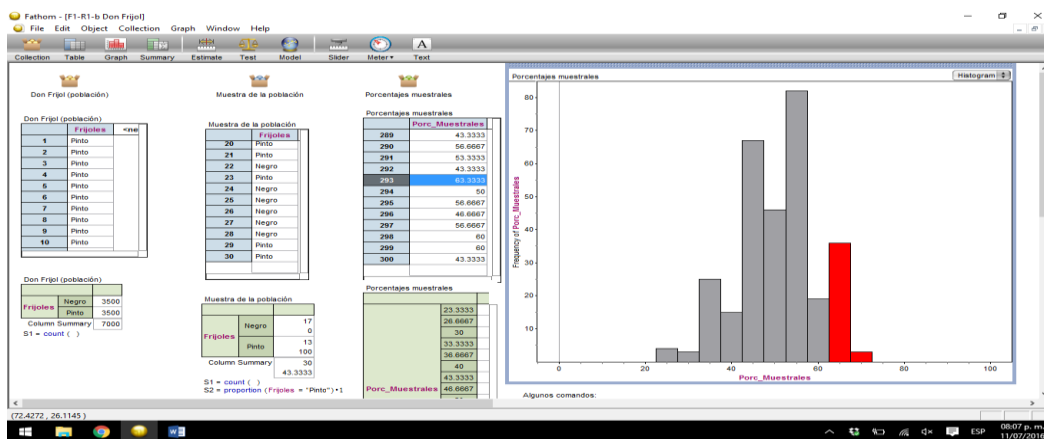 Fathom - [F1-R1-b Don Frijol]
File Edit Object Collection Graph Window Help
Collection Table Graph Summary Estimate Test Model Slider Meter Text
Don Frijol (población)
Muestra de la población
Porcentajes muestrales
Don Frijol (población)
Frijoles <ne
1 Pinto
2 Pinto
3 Pinto
4 Pinto
5 Pinto
6 Pinto
7 Pinto
8 Pinto
9 Pinto
10 Pinto
Don Frijol (población)
Frijoles
Negro 3500
Pinto 3500
Column Summary 7000
S1 = count ( )
Muestra de la población
Frijoles
20 Pinto
21 Pinto
22 Negro
23 Pinto
24 Negro
25 Negro
26 Negro
27 Negro
28 Negro
29 Pinto
30 Pinto
Muestra de la población
Frijoles
Negro 17
0
Pinto 13
100
Column Summary 30
43.3333
S1 = count ( )
S2 = proportion (Frijoles = "Pinto")•1
Porcentajes muestrales
Porc_Muestrales
289 43.3333
290 56.6667
291 53.3333
292 43.3333
293 63.3333
294 50
295 56.6667
296 46.6667
297 56.6667
298 60
299 60
300 43.3333
Porcentajes muestrales
23.3333
26.6667
30
33.3333
36.6667
40
43.3333
Porc_Muestrales 46.6667
Porcentajes muestrales
Histogram
Frequency of Porc_Muestrales
80
70
60
50
40
30
20
10
0 20 40 60 80 100
Porc_Muestrales
Algunos comandos:
(72.4272 , 26.1145 )
ESP
08:07 p. m.
11/07/2016